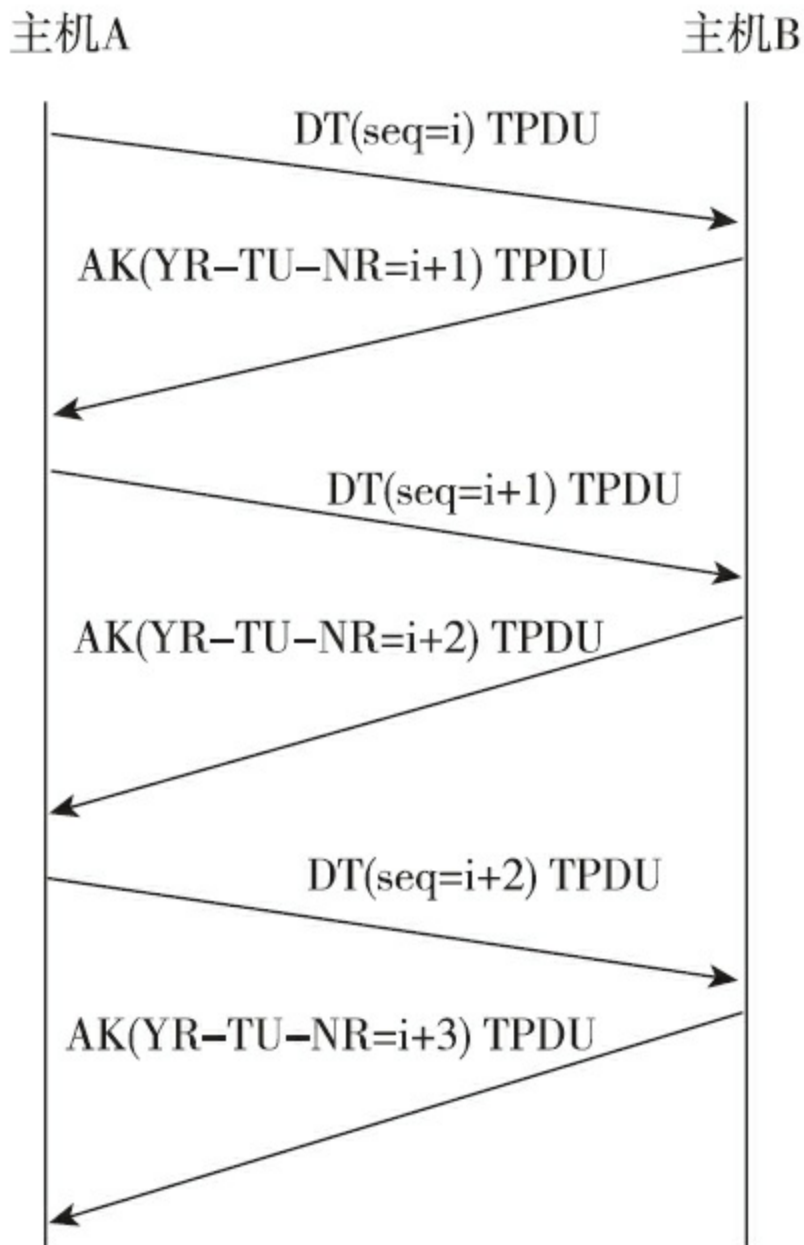 主机A 主机B
DT(seq=i) TPDU
AK(YR-TU-NR=i+1) TPDU
DT(seq=i+1) TPDU
AK(YR-TU-NR=i+2) TPDU
DT(seq=i+2) TPDU
AK(YR-TU-NR=i+3) TPDU